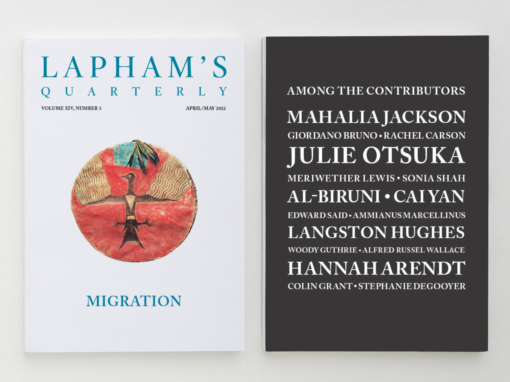 LAPHAM'S
QUARTERLY
VOLUME XIV, NUMBER 3
APRIL/MAY 2022
MIGRATION
AMONG THE CONTRIBUTORS
MAHALIA JACKSON
GIORDANO BRUNO • RACHEL CARSON
JULIE OTSUKA
MERIWETHER LEWIS • SONIA SHAH
AL-BIRUNI • CAI YAN
EDWARD SAID • AMMIANUS MARCELLINUS
LANGSTON HUGHES
WOODY GUTHRIE • ALFRED RUSSEL WALLACE
HANNAH ARENDT
COLIN GRANT • STEPHANIE DEGOOYER